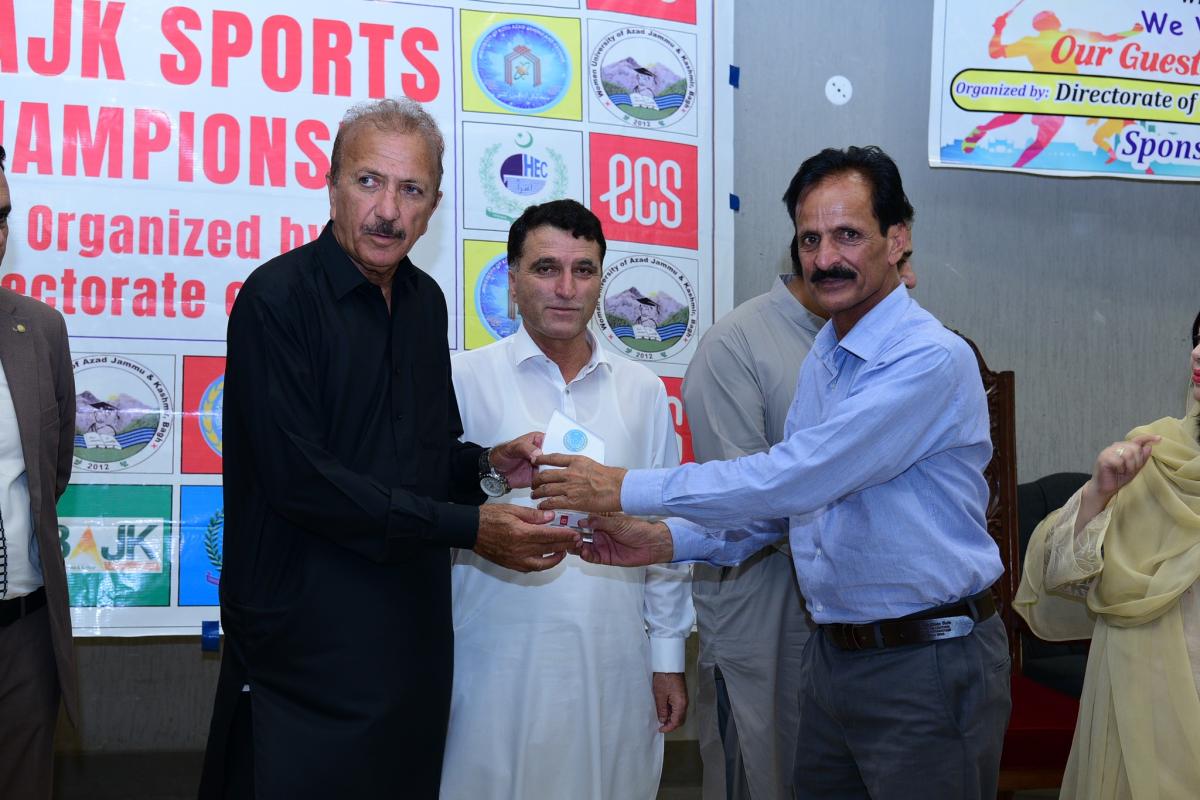 AJK SPORTS
HAMPIONS
Organized by
ectorate o
Women University of Azad Jammu & Kashmir, Bagh
2012
HEC
ecs
Women University of Azad Jammu & Kashmir, Bagh
2012
of Azad Jammu & Kashmir, Bagh
2012
BAJK
We
Our Guest
Organized by: Directorate of
Spons